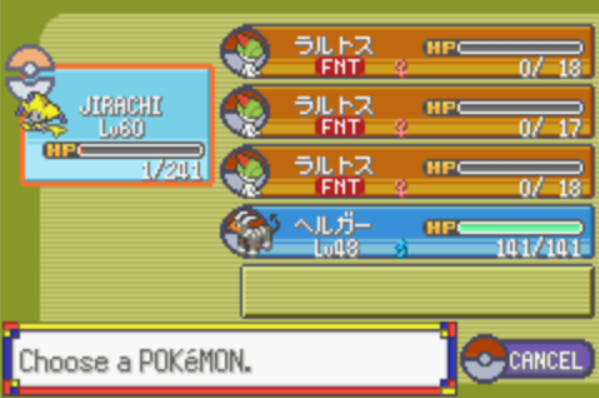 JIRACHI
Lv60
HP
1/241
ラルトス
HP
FNT ♀
0/ 18
ラルトス
HP
FNT ♀
0/ 17
ラルトス
HP
FNT ♀
0/ 18
ヘルガー
HP
Lv48 ♂
141/141
Choose a POKéMON.
CANCEL